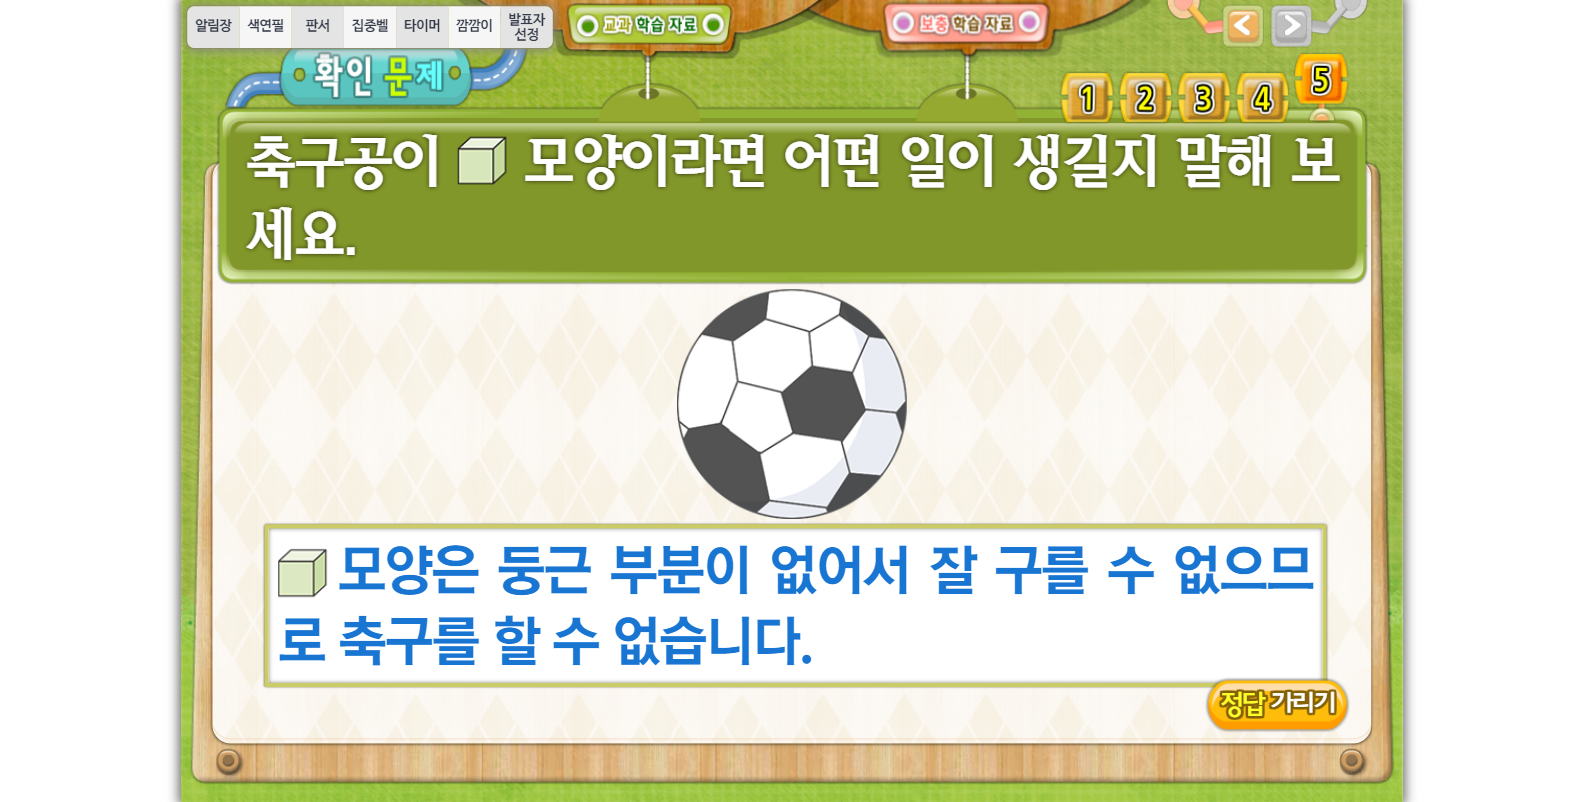 알림장 색연필 판서 집중벨 타이머 깜깜이 발표자
선정
교과 학습 자료
보충 학습 자료
확인 문제
1 2 3 4 5
축구공이 모양이라면 어떤 일이 생길지 말해 보
세요.
모양은 둥근 부분이 없어서 잘 구를 수 없으므
로 축구를 할 수 없습니다.
정답 가리기